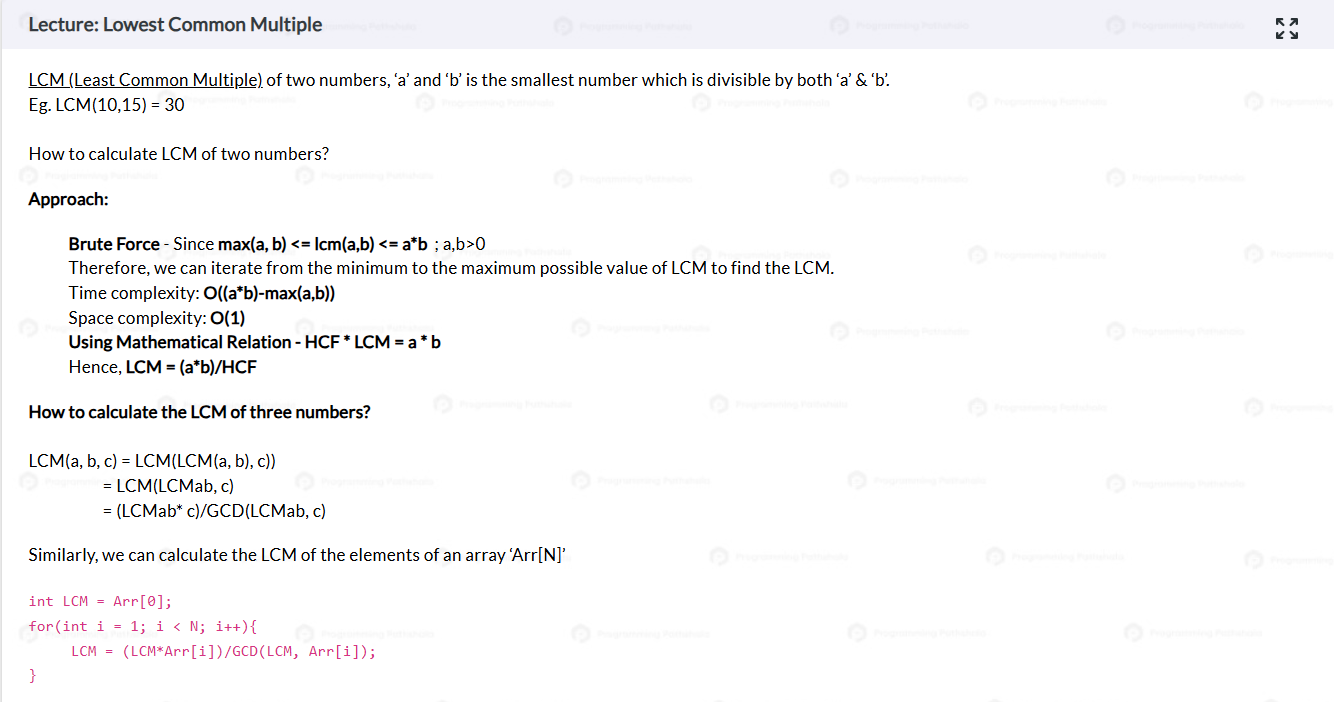 Lecture: Lowest Common Multiple
LCM (Least Common Multiple) of two numbers, ‘a’ and ‘b’ is the smallest number which is divisible by both ‘a’ & ‘b’.
Eg. LCM(10,15) = 30
How to calculate LCM of two numbers?
Approach:
Brute Force - Since max(a, b) <= lcm(a,b) <= a*b ; a,b>0
Therefore, we can iterate from the minimum to the maximum possible value of LCM to find the LCM.
Time complexity: O((a*b)-max(a,b))
Space complexity: O(1)
Using Mathematical Relation - HCF * LCM = a * b
Hence, LCM = (a*b)/HCF
How to calculate the LCM of three numbers?
LCM(a, b, c) = LCM(LCM(a, b), c))
= LCM(LCMab, c)
= (LCMab* c)/GCD(LCMab, c)
Similarly, we can calculate the LCM of the elements of an array ‘Arr[N]’
int LCM = Arr[0];
for(int i = 1; i < N; i++){
LCM = (LCM*Arr[i])/GCD(LCM, Arr[i]);
}